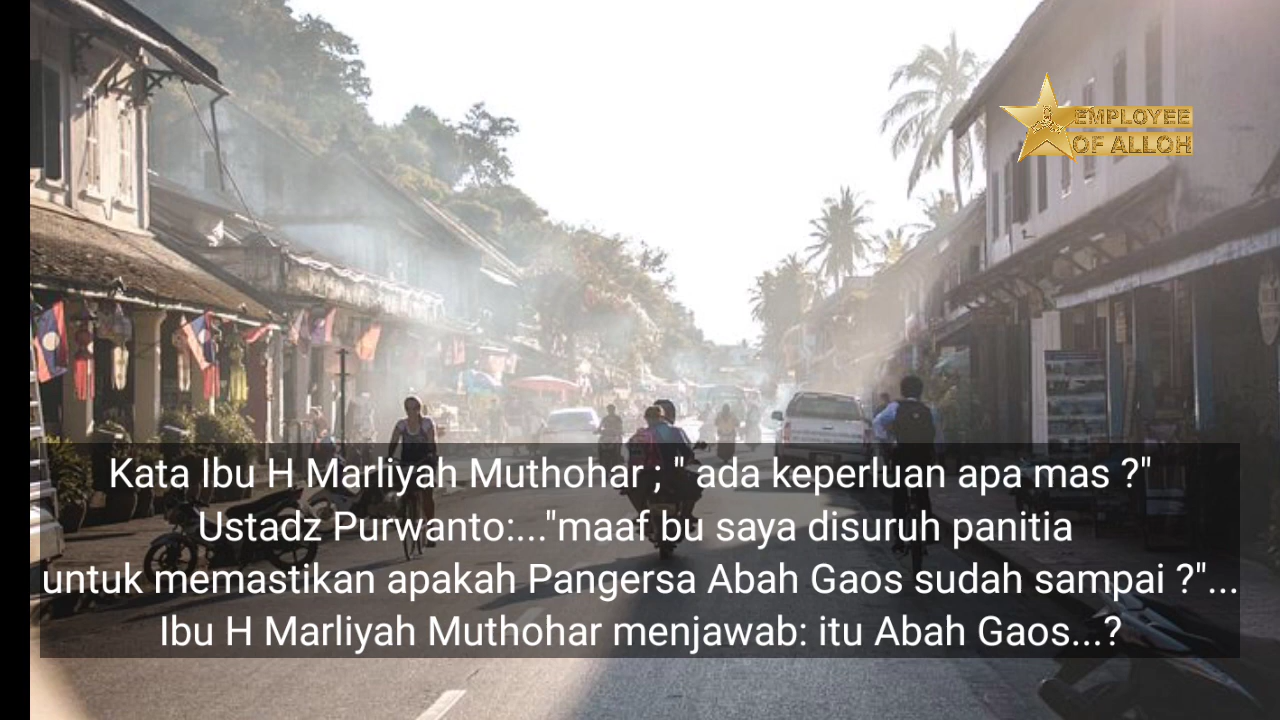 EMPLOYEE
OF ALLOH
Kata Ibu H Marliyah Muthohar ; " ada keperluan apa mas ?"
Ustadz Purwanto:..."maaf bu saya disuruh panitia
untuk memastikan apakah Pangersa Abah Gaos sudah sampai ?"...
Ibu H Marliyah Muthohar menjawab: itu Abah Gaos...?